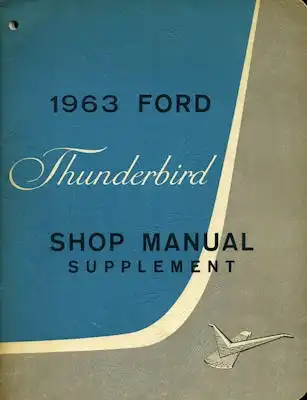 1963 FORD
Thunderbird
SHOP MANUAL
SUPPLEMENT